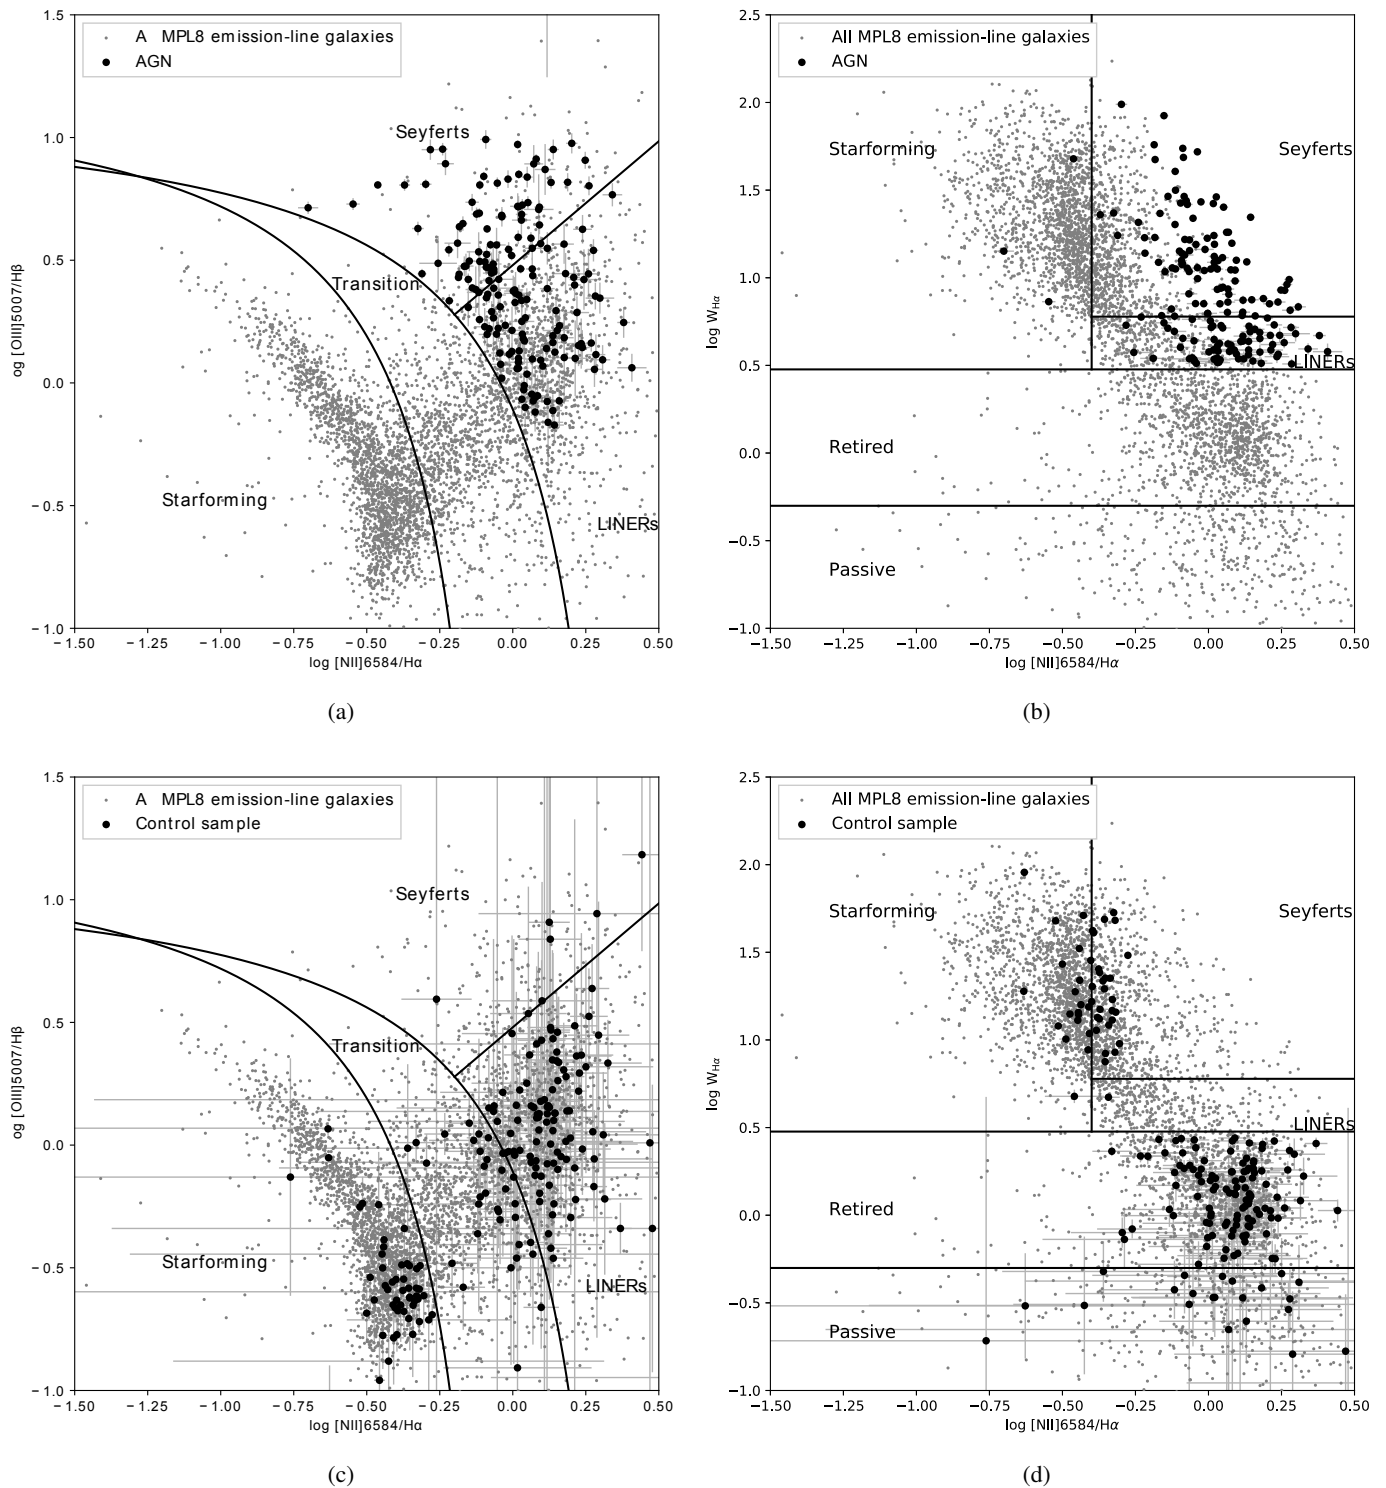 A MPL8 emission-line galaxies
AGN
Seyferts
Transition
Starforming
LINERs
1.5
1.0
0.5
0.0
−0.5
−1.0
og [OIII]5007/Hβ
−1.50 −1.25 −1.00 −0.75 −0.50 −0.25 0.00 0.25 0.50
log [NII]6584/Hα
(a)
All MPL8 emission-line galaxies
AGN
Starforming
Seyferts
LINERs
Retired
Passive
2.5
2.0
1.5
1.0
0.5
0.0
−0.5
−1.0
log WHα
−1.50 −1.25 −1.00 −0.75 −0.50 −0.25 0.00 0.25 0.50
log [NII]6584/Hα
(b)
A MPL8 emission-line galaxies
Control sample
Seyferts
Transition
Starforming
LINERs
1.5
1.0
0.5
0.0
−0.5
−1.0
og [OIII]5007/Hβ
−1.50 −1.25 −1.00 −0.75 −0.50 −0.25 0.00 0.25 0.50
log [NII]6584/Hα
(c)
All MPL8 emission-line galaxies
Control sample
Starforming
Seyferts
LINERs
Retired
Passive
2.5
2.0
1.5
1.0
0.5
0.0
−0.5
−1.0
log WHα
−1.50 −1.25 −1.00 −0.75 −0.50 −0.25 0.00 0.25 0.50
log [NII]6584/Hα
(d)